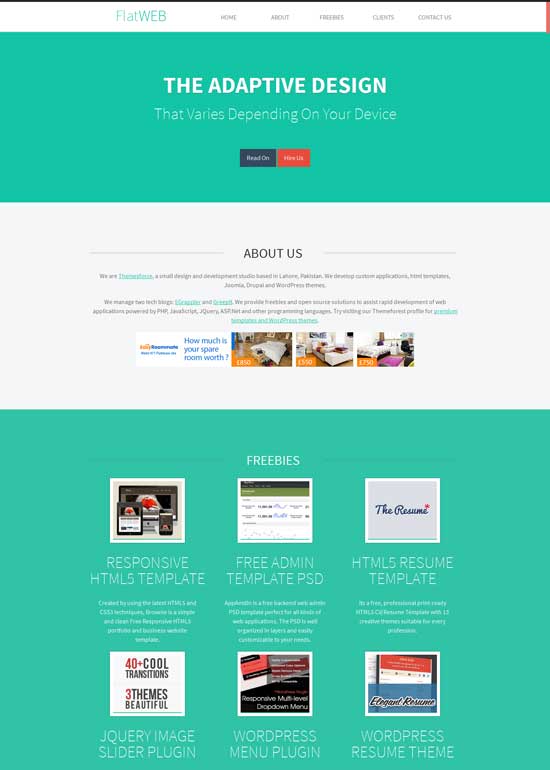 FlatWEB
HOME ABOUT FREEBIES CLIENTS CONTACT US
THE ADAPTIVE DESIGN
That Varies Depending On Your Device
Read On Hire Us
ABOUT US
We are Themesforce, a small design and development studio based in Lahore, Pakistan. We develop custom applications, html templates,
Joomla, Drupal and WordPress themes.
We manage two tech blogs: EGrappler and GreepIt. We provide freebies and open source solutions to assist rapid development of web
applications powered by PHP, JavaScript, JQuery, ASP.Net and other programming languages. Try visiting our Themeforest profile for premium
templates and WordPress themes.
EasyRoommate
How much is
your spare
room worth ?
£850 £550 £750
FREEBIES
The Resume*
RESPONSIVE
HTML5 TEMPLATE
FREE ADMIN
TEMPLATE PSD
HTML5 RESUME
TEMPLATE
Created by using the latest HTML5 and
CSS3 techniques, Brownie is a simple
and clean Free Responsive HTML5
portfolio and business website
template.
AppAmdin is a free backend web admin
PSD template perfect for all kinds of
web applications. The PSD is well
organized in layers and easily
customizable to your needs.
Its a free, professional print ready
HTML5 CV/Resume Template with 13
creative themes suitable for every
profession.
40+COOL
TRANSITIONS
3THEMES
BEAUTIFUL
Responsive Multi-level
Dropdown Menu
Elegant Resume
JQUERY IMAGE
SLIDER PLUGIN
WORDPRESS
MENU PLUGIN
WORDPRESS
RESUME THEME